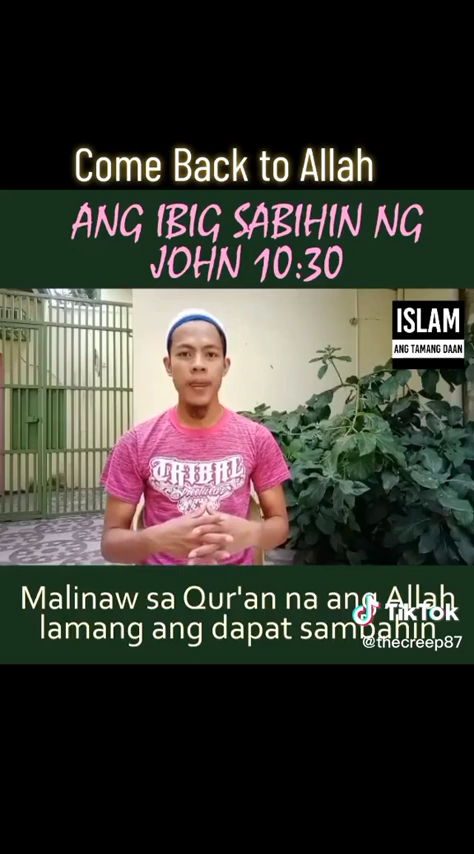 Come Back to Allah
ANG IBIG SABIHIN NG
JOHN 10:30
ISLAM
ANG TAMANG DAAN
TRIBAL
Malinaw sa Qur'an na ang Allah
lamang ang dapat sambahin
TikTok
@thecreep87